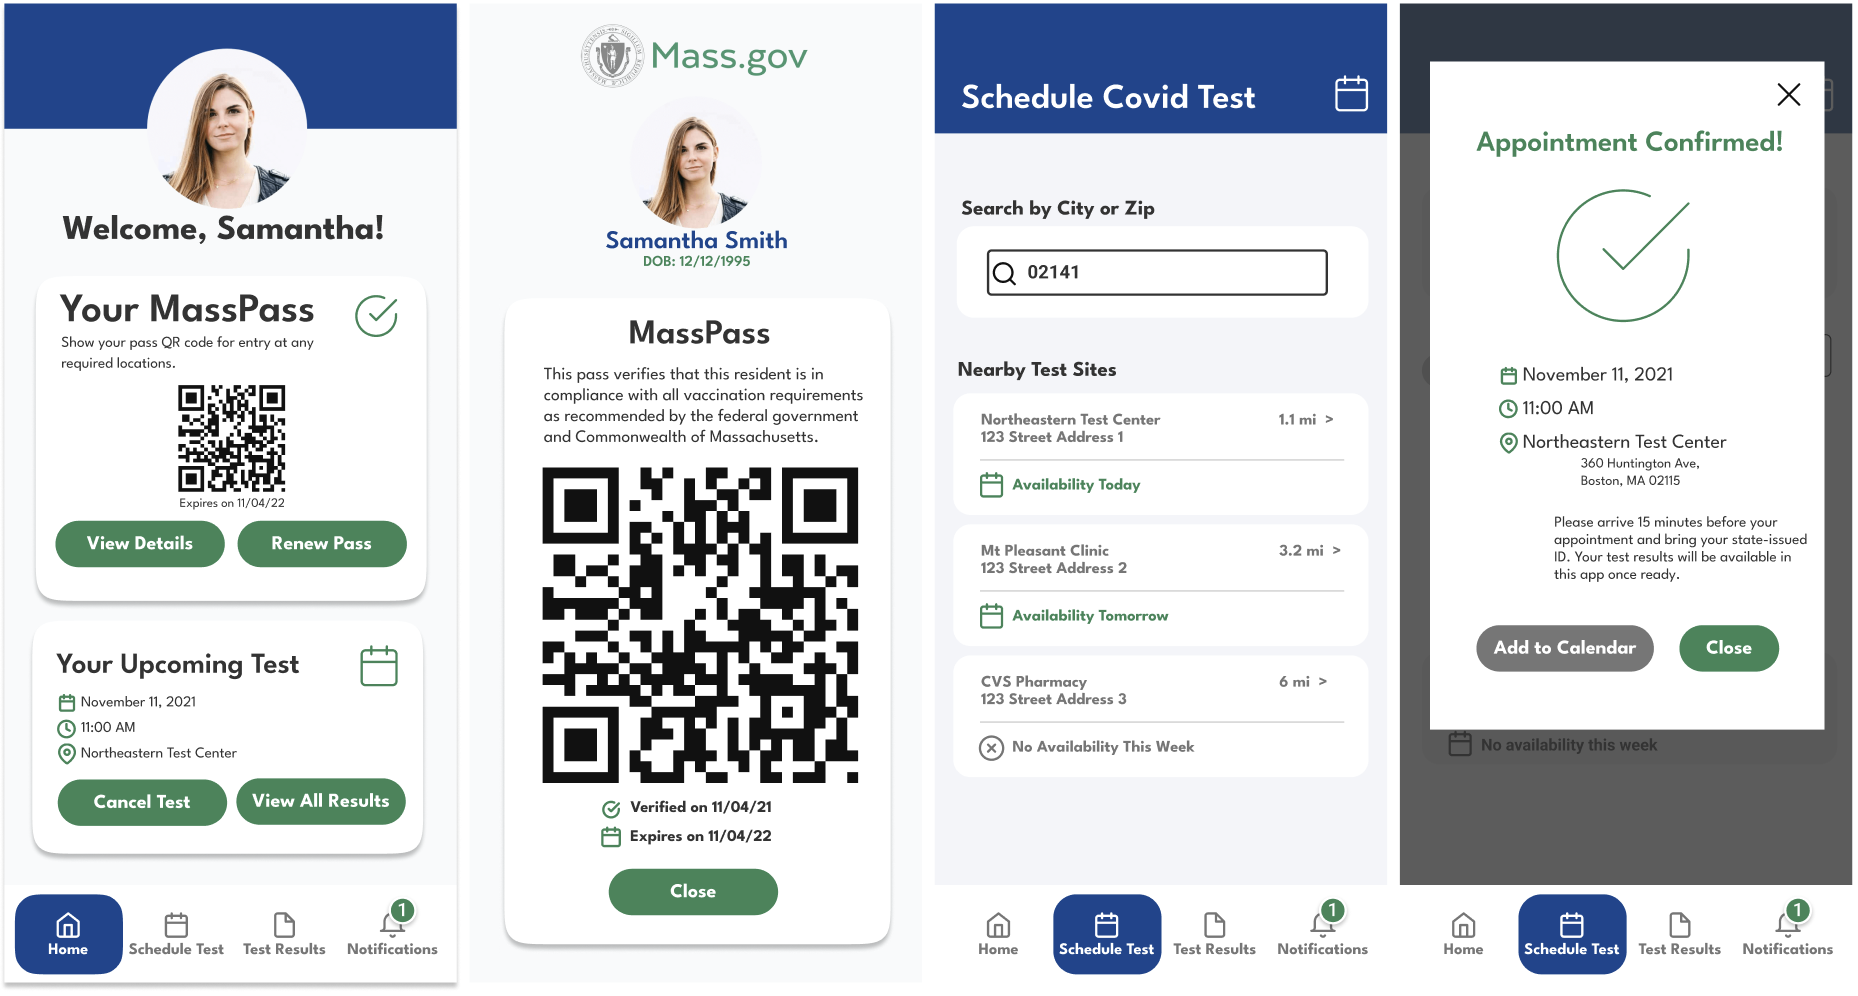 Welcome, Samantha!
Your MassPass
Show your pass QR code for entry at any
required locations.
Expires on 11/04/22
View Details
Renew Pass
Your Upcoming Test
November 11, 2021
11:00 AM
Northeastern Test Center
Cancel Test
View All Results
Home
Schedule Test
Test Results
1
Notifications
Mass.gov
Samantha Smith
DOB: 12/12/1995
MassPass
This pass verifies that this resident is in
compliance with all vaccination requirements
as recommended by the federal government
and Commonwealth of Massachusetts.
Verified on 11/04/21
Expires on 11/04/22
Close
Schedule Covid Test
Search by City or Zip
02141
Nearby Test Sites
Northeastern Test Center
1.1 mi >
123 Street Address 1
Availability Today
Mt Pleasant Clinic
3.2 mi >
123 Street Address 2
Availability Tomorrow
CVS Pharmacy
6 mi >
123 Street Address 3
No Availability This Week
Home
Schedule Test
Test Results
1
Notifications
Appointment Confirmed!
November 11, 2021
11:00 AM
Northeastern Test Center
360 Huntington Ave,
Boston, MA 02115
Please arrive 15 minutes before your
appointment and bring your state-issued
ID. Your test results will be available in
this app once ready.
Add to Calendar
Close
No availability this week
Home
Schedule Test
Test Results
1
Notifications